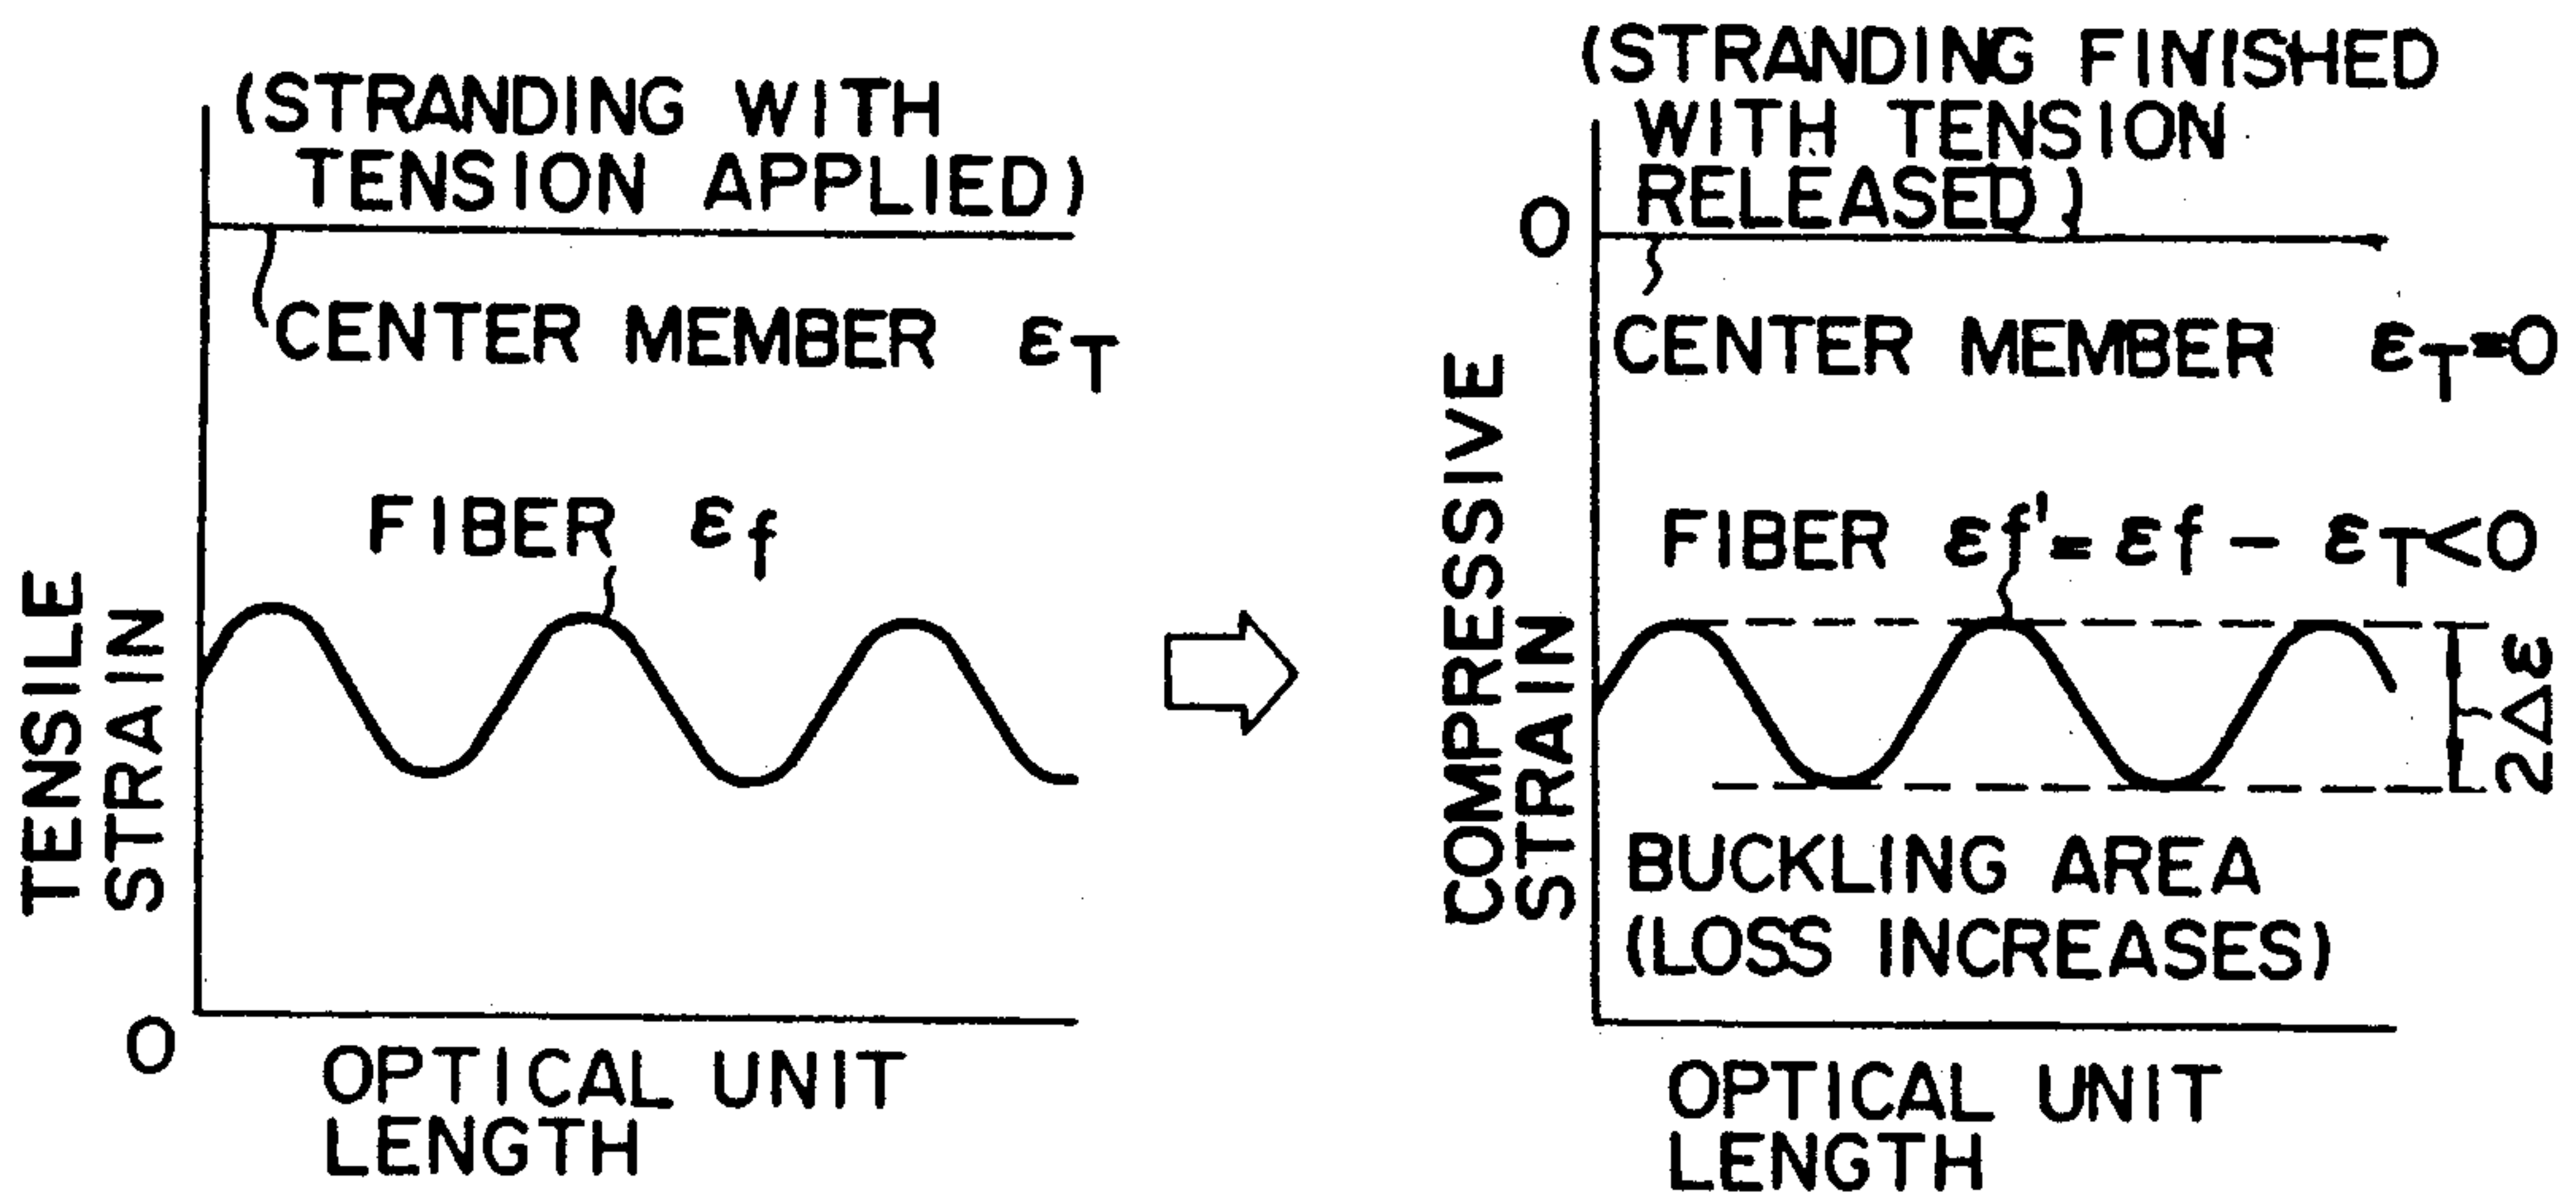 (STRANDING WITH
TENSION APPLIED)
CENTER MEMBER εT
FIBER εf
TENSILE
STRAIN
0
OPTICAL UNIT
LENGTH
(STRANDING FINISHED
WITH TENSION
RELEASED)
0
CENTER MEMBER εT=0
FIBER εf'=εf - εT<0
COMPRESSIVE
STRAIN
2Δε
BUCKLING AREA
(LOSS INCREASES)
OPTICAL UNIT
LENGTH